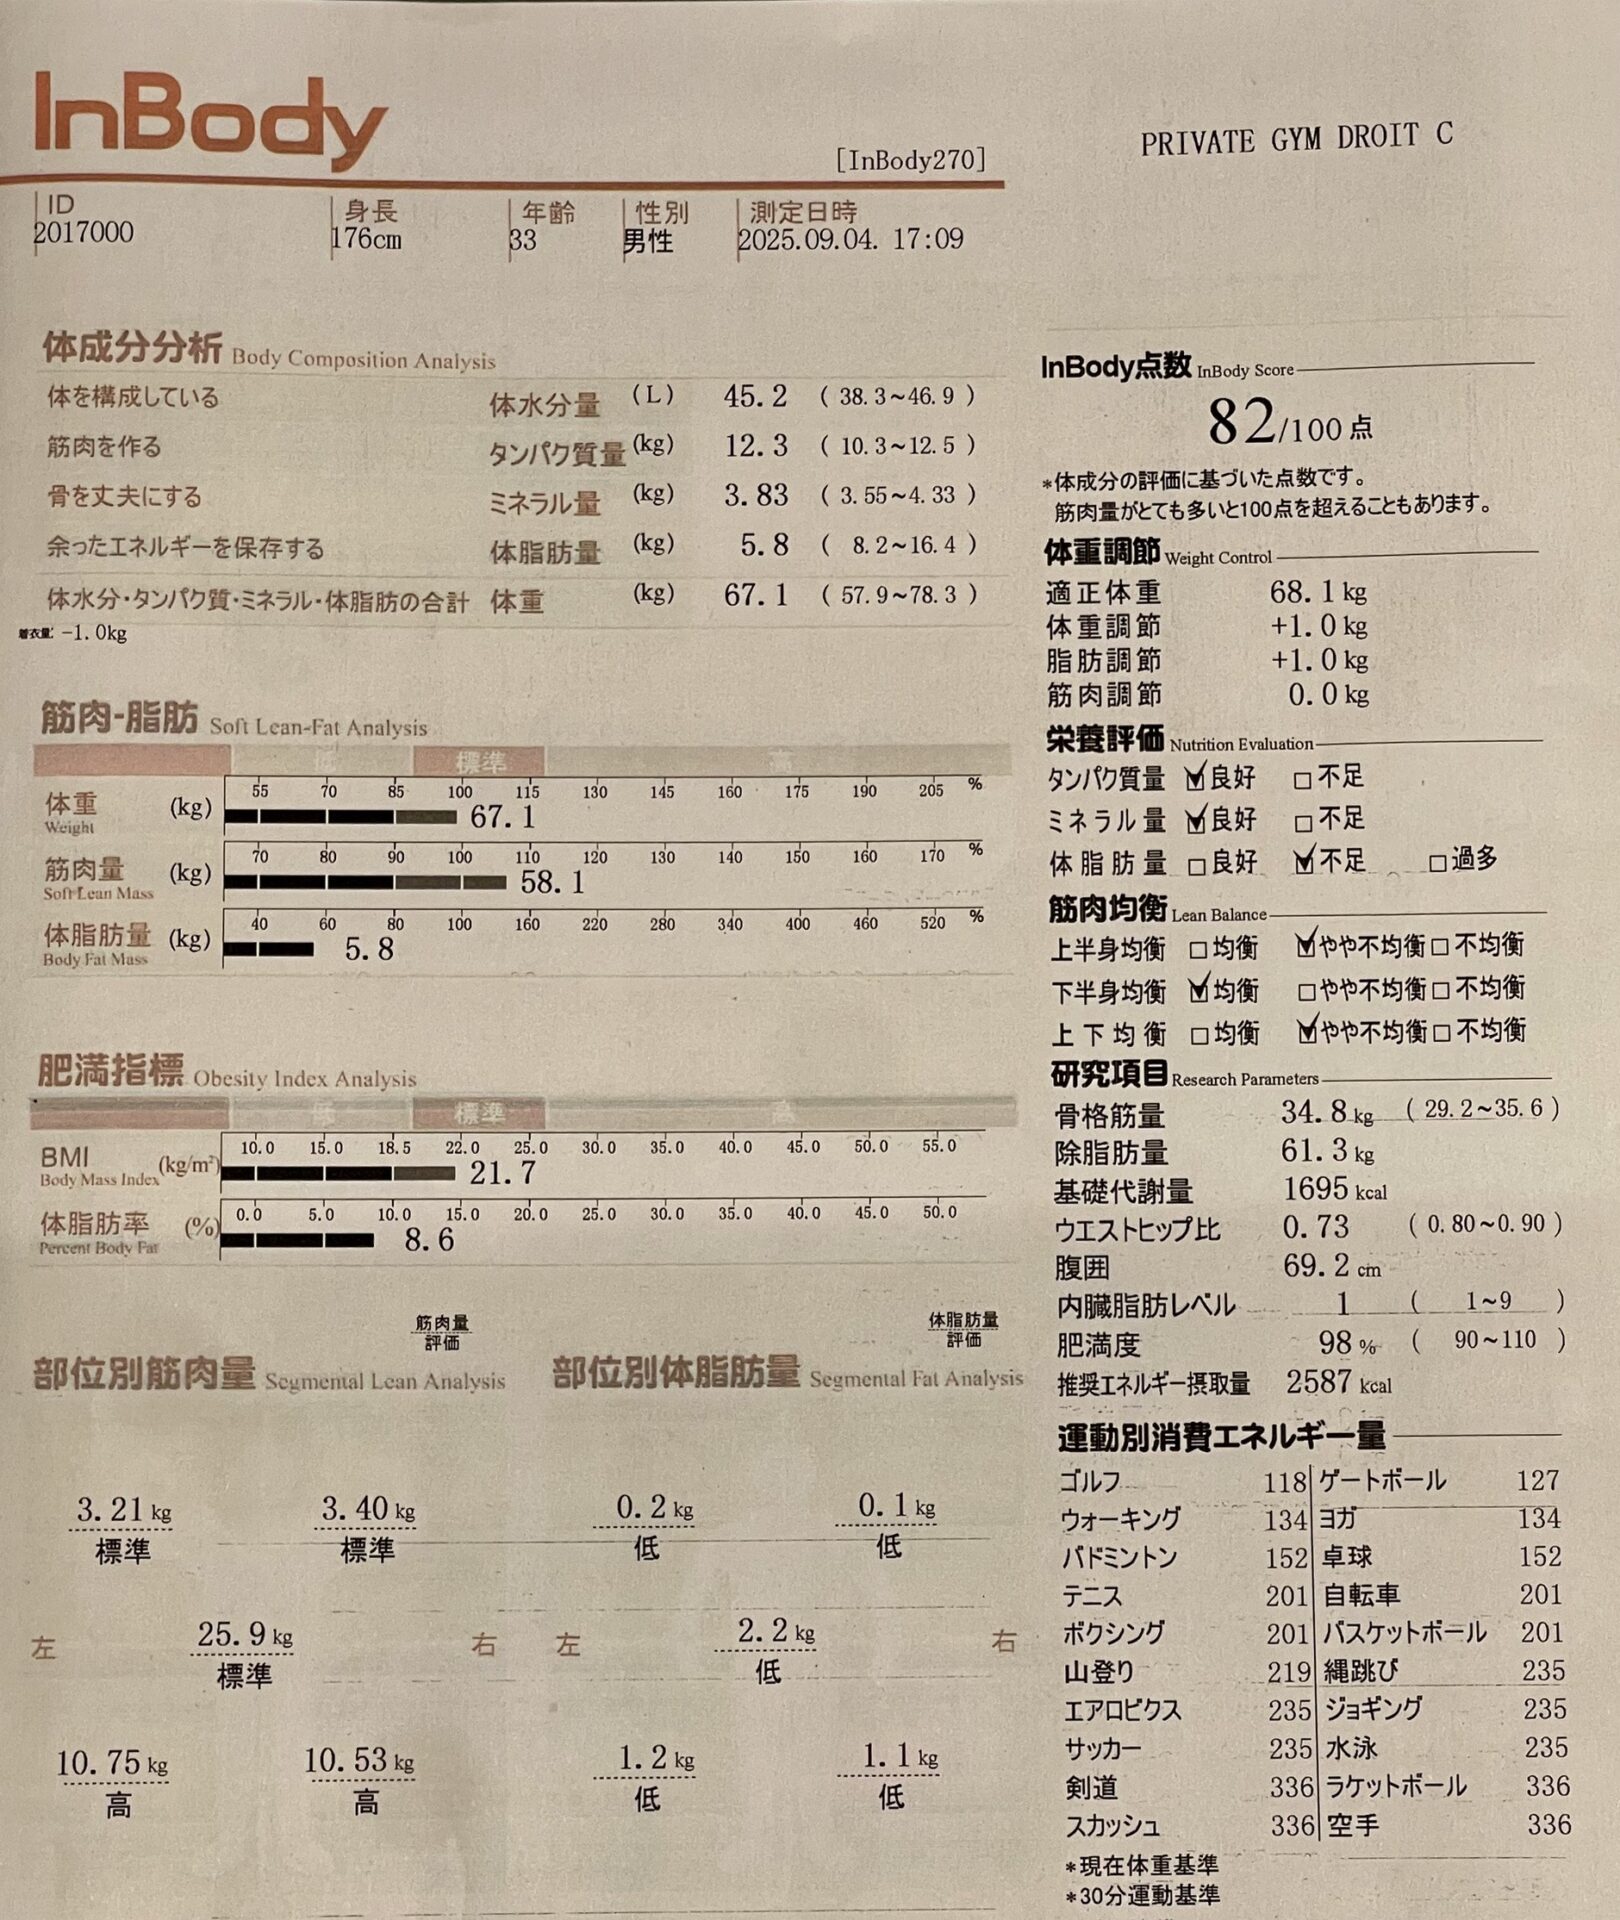 InBody
[InBody270]
PRIVATE GYM DROIT C
ID 身長 年齢 性別 測定日時
2017000 176cm 33 男性 2025.09.04. 17:09
体成分分析 Body Composition Analysis
体を構成している 体水分量 (L) 45.2 ( 38.3~46.9 )
筋肉を作る タンパク質量 (kg) 12.3 ( 10.3~12.5 )
骨を丈夫にする ミネラル量 (kg) 3.83 ( 3.55~4.33 )
余ったエネルギーを保存する 体脂肪量 (kg) 5.8 ( 8.2~16.4 )
体水分・タンパク質・ミネラル・体脂肪の合計 体重 (kg) 67.1 ( 57.9~78.3 )
着衣量: -1.0kg
筋肉-脂肪 Soft Lean-Fat Analysis
低 標準 高
55 70 85 100 115 130 145 160 175 190 205 %
体重 (kg) 67.1
Weight
70 80 90 100 110 120 130 140 150 160 170 %
筋肉量 (kg) 58.1
Soft Lean Mass
40 60 80 100 160 220 280 340 400 460 520 %
体脂肪量 (kg) 5.8
Body Fat Mass
肥満指標 Obesity Index Analysis
低 標準 高
10.0 15.0 18.5 22.0 25.0 30.0 35.0 40.0 45.0 50.0 55.0
BMI (kg/m²) 21.7
Body Mass Index
0.0 5.0 10.0 15.0 20.0 25.0 30.0 35.0 40.0 45.0 50.0
体脂肪率 (%) 8.6
Percent Body Fat
筋肉量
評価
部位別筋肉量 Segmental Lean Analysis
3.21 kg 3.40 kg
標準 標準
25.9 kg
左 右
標準
10.75 kg 10.53 kg
高 高
体脂肪量
評価
部位別体脂肪量 Segmental Fat Analysis
0.2 kg 0.1 kg
低 低
2.2 kg
左 右
低
1.2 kg 1.1 kg
低 低
InBody点数 InBody Score
82/100 点
*体成分の評価に基づいた点数です。
筋肉量がとても多いと100点を超えることもあります。
体重調節 Weight Control
適正体重 68.1 kg
体重調節 +1.0 kg
脂肪調節 +1.0 kg
筋肉調節 0.0 kg
栄養評価 Nutrition Evaluation
タンパク質量 ☑良好 □不足
ミネラル量 ☑良好 □不足
体脂肪量 □良好 ☑不足 □過多
筋肉均衡 Lean Balance
上半身均衡 □均衡 ☑やや不均衡 □不均衡
下半身均衡 ☑均衡 □やや不均衡 □不均衡
上下均衡 □均衡 ☑やや不均衡 □不均衡
研究項目 Research Parameters
骨格筋量 34.8 kg ( 29.2~35.6 )
除脂肪量 61.3 kg
基礎代謝量 1695 kcal
ウエストヒップ比 0.73 ( 0.80~0.90 )
腹囲 69.2 cm
内臓脂肪レベル 1 ( 1~9 )
肥満度 98 % ( 90~110 )
推奨エネルギー摂取量 2587 kcal
運動別消費エネルギー量
ゴルフ 118 ゲートボール 127
ウォーキング 134 ヨガ 134
バドミントン 152 卓球 152
テニス 201 自転車 201
ボクシング 201 バスケットボール 201
山登り 219 縄跳び 235
エアロビクス 235 ジョギング 235
サッカー 235 水泳 235
剣道 336 ラケットボール 336
スカッシュ 336 空手 336
*現在体重基準
*30分運動基準